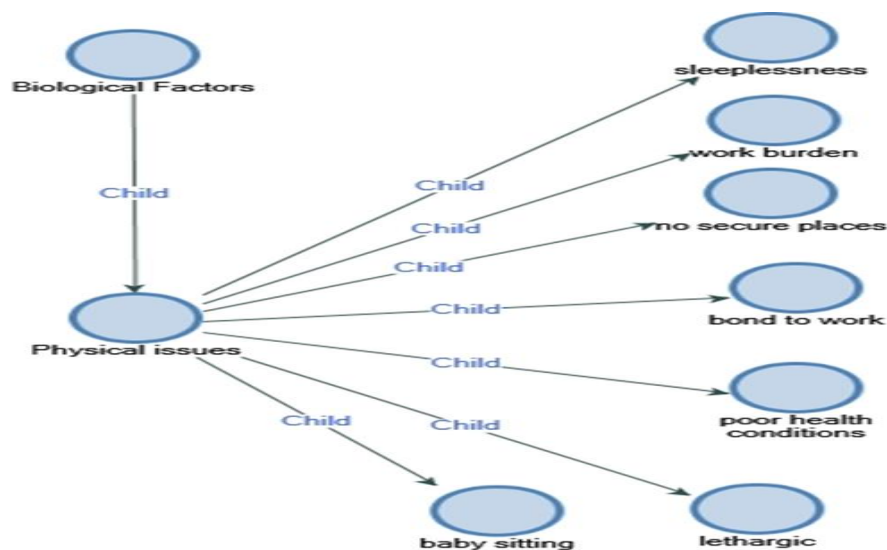 sleeplessness
Biological Factors
work burden
Child
Child
no secure places
Child
Child
Child
bond to work
Physical issues
Child
poor health
conditions
Child
Child
baby sitting
lethargic